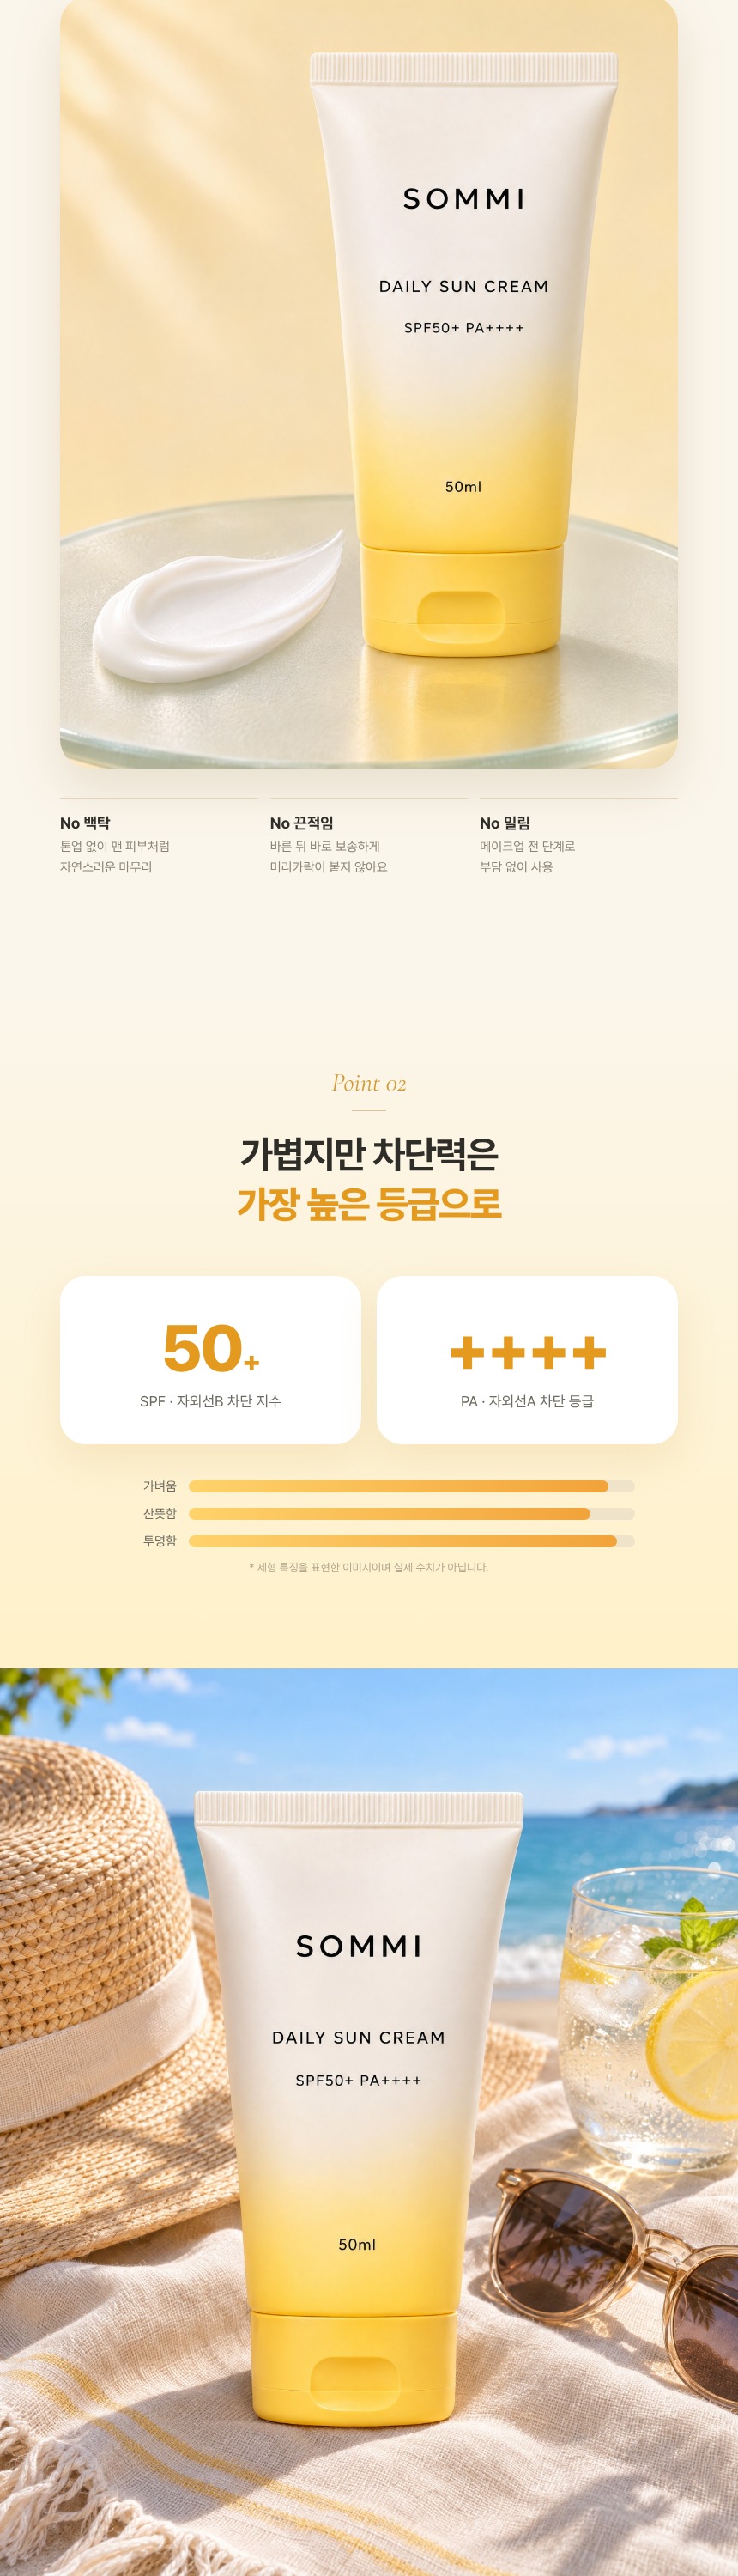 SOMMI
DAILY SUN CREAM
SPF50+ PA++++
50ml
No 백탁
톤업 없이 맨 피부처럼
자연스러운 마무리
No 끈적임
바른 뒤 바로 보송하게
머리카락이 붙지 않아요
No 밀림
메이크업 전 단계로
부담 없이 사용
Point 02
가볍지만 차단력은
가장 높은 등급으로
50+
SPF · 자외선B 차단 지수
++++
PA · 자외선A 차단 등급
가벼움
산뜻함
투명함
* 제형 특징을 표현한 이미지이며 실제 수치가 아닙니다.
SOMMI
DAILY SUN CREAM
SPF50+ PA++++
50ml